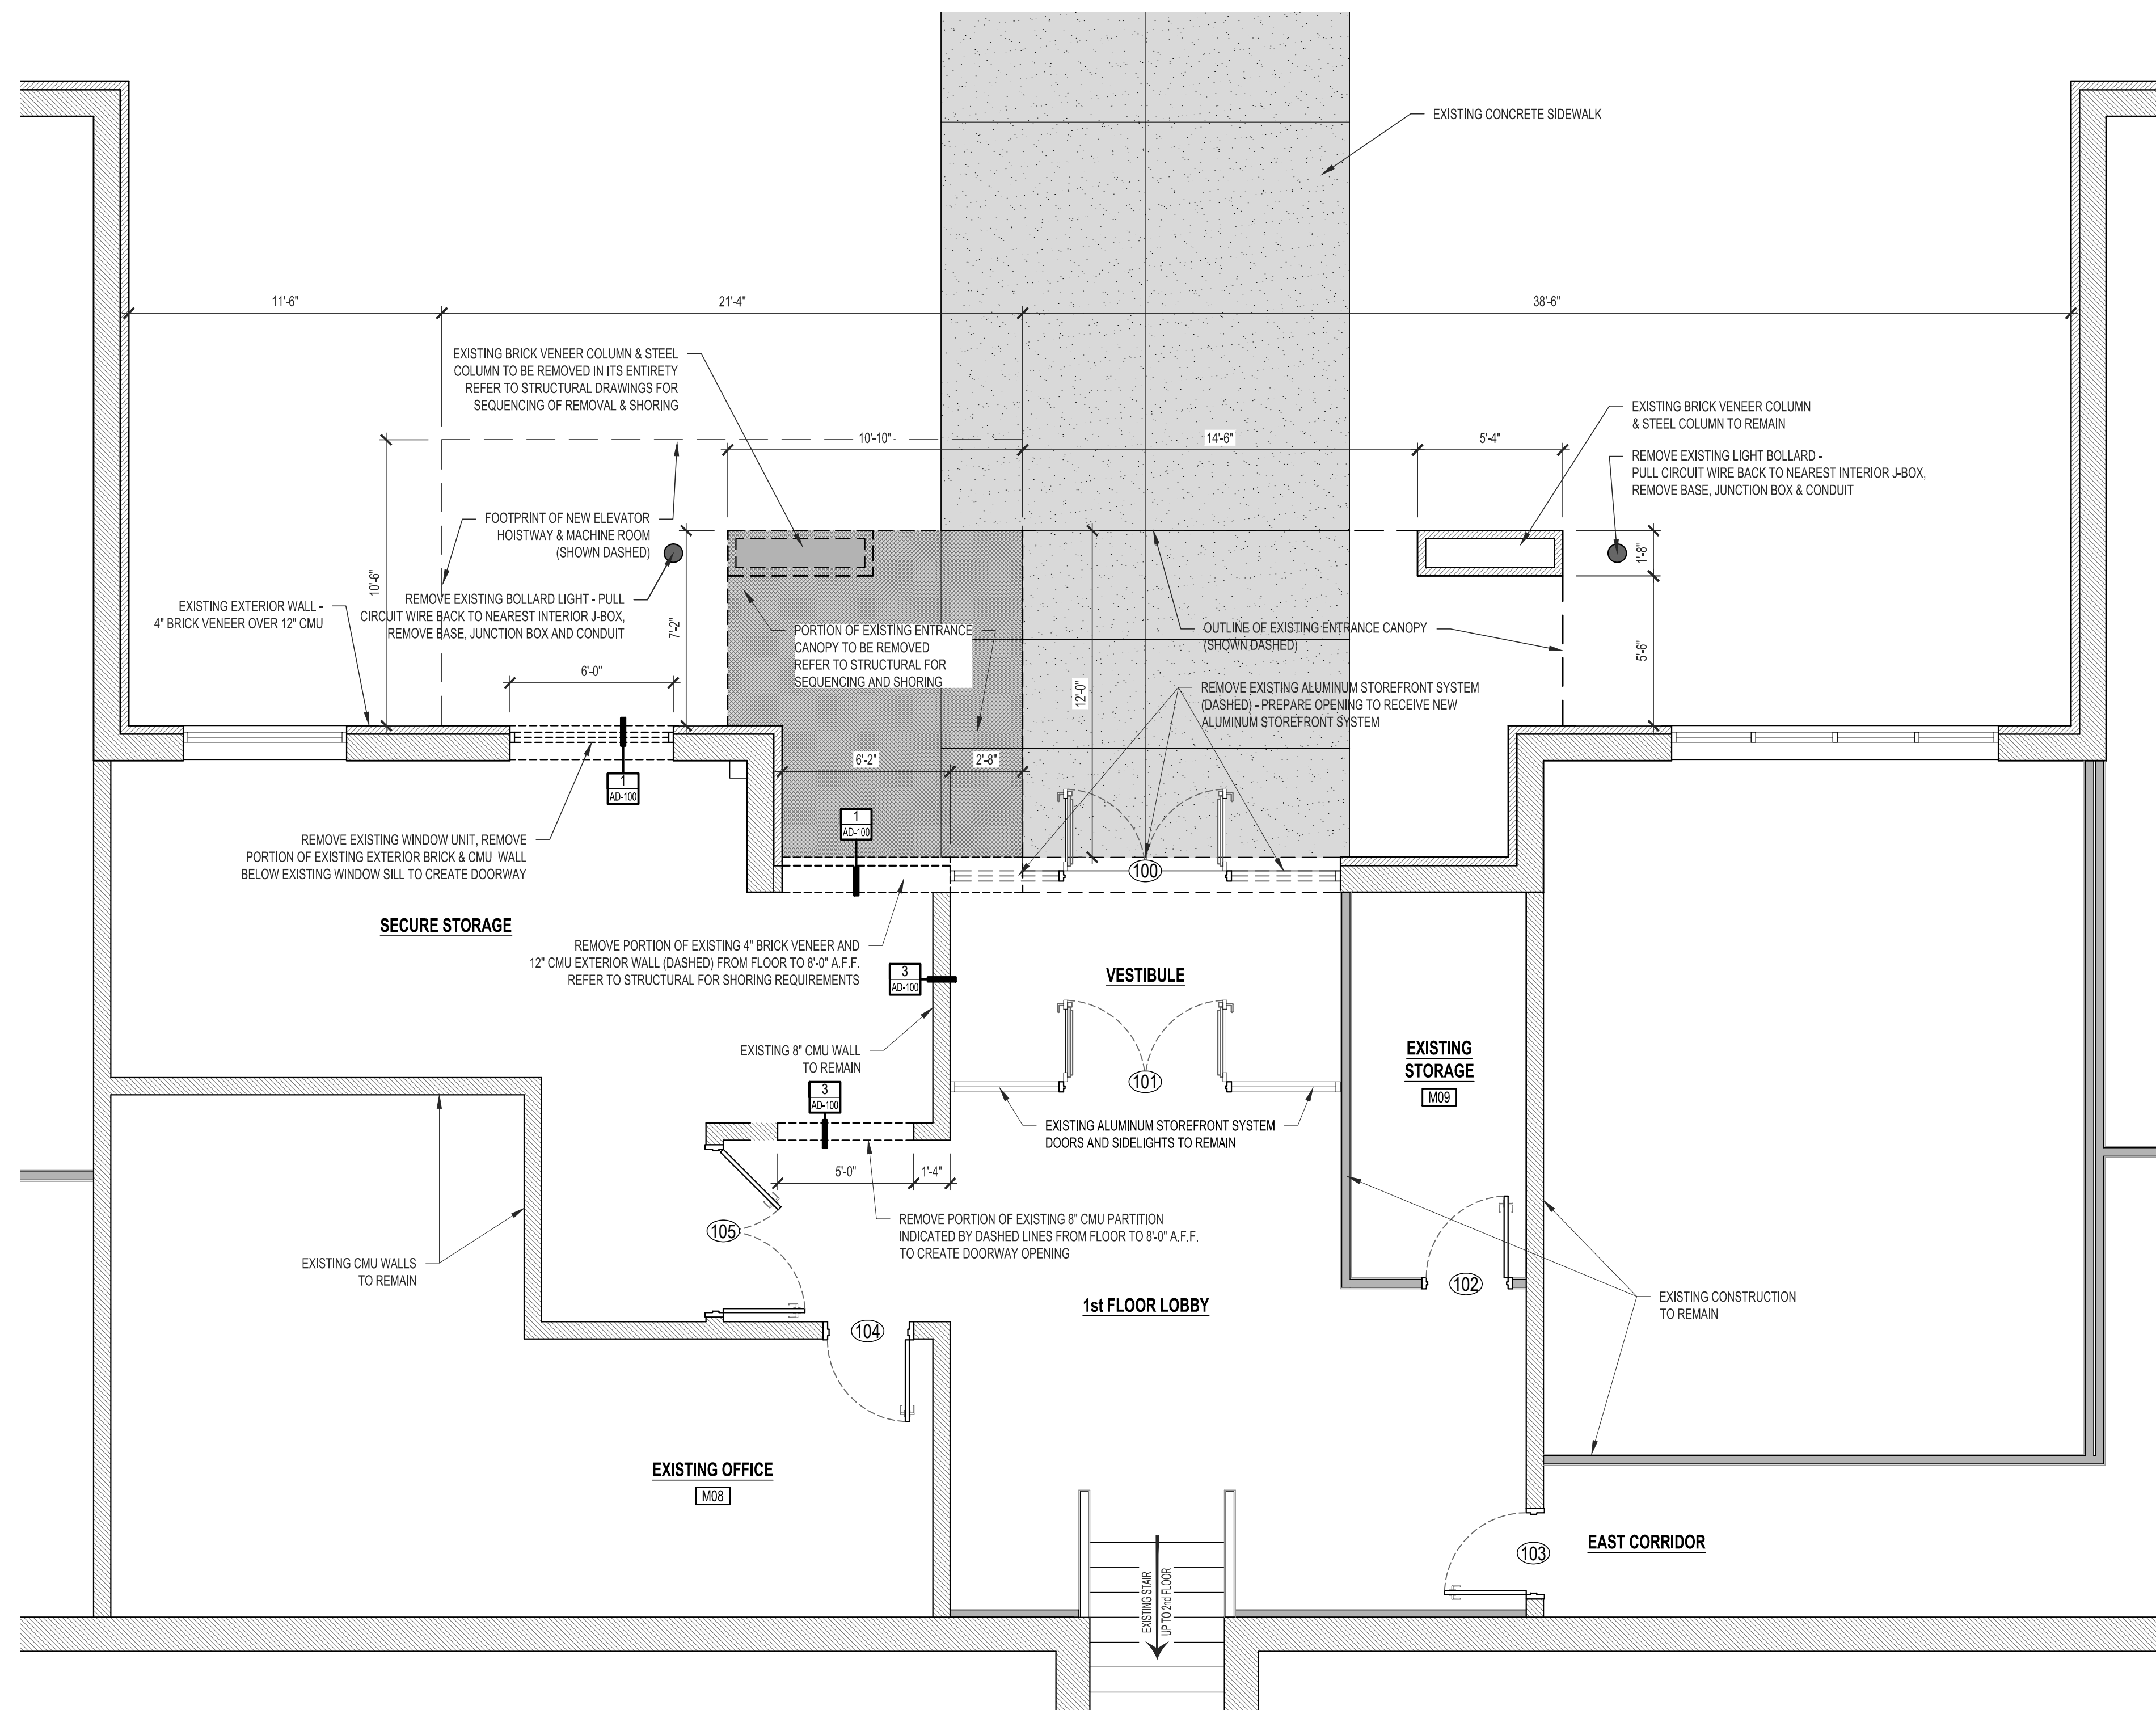 EXISTING CONCRETE SIDEWALK
11'-6"
21'-4"
38'-6"
EXISTING BRICK VENEER COLUMN & STEEL
COLUMN TO BE REMOVED IN ITS ENTIRETY
REFER TO STRUCTURAL DRAWINGS FOR
SEQUENCING OF REMOVAL & SHORING
EXISTING BRICK VENEER COLUMN
& STEEL COLUMN TO REMAIN
10'-10"
14'-6"
5'-4"
REMOVE EXISTING LIGHT BOLLARD -
PULL CIRCUIT WIRE BACK TO NEAREST INTERIOR J-BOX,
REMOVE BASE, JUNCTION BOX & CONDUIT
FOOTPRINT OF NEW ELEVATOR
HOISTWAY & MACHINE ROOM
(SHOWN DASHED)
1'-8"
10'-6"
REMOVE EXISTING BOLLARD LIGHT - PULL
CIRCUIT WIRE BACK TO NEAREST INTERIOR J-BOX,
REMOVE BASE, JUNCTION BOX AND CONDUIT
EXISTING EXTERIOR WALL -
4" BRICK VENEER OVER 12" CMU
7'-2"
PORTION OF EXISTING ENTRANCE
CANOPY TO BE REMOVED
REFER TO STRUCTURAL FOR
SEQUENCING AND SHORING
OUTLINE OF EXISTING ENTRANCE CANOPY
(SHOWN DASHED)
5'-6"
6'-0"
12'-0"
REMOVE EXISTING ALUMINUM STOREFRONT SYSTEM
(DASHED) - PREPARE OPENING TO RECEIVE NEW
ALUMINUM STOREFRONT SYSTEM
6'-2"
2'-8"
1
AD-100
1
AD-100
REMOVE EXISTING WINDOW UNIT, REMOVE
PORTION OF EXISTING EXTERIOR BRICK & CMU WALL
BELOW EXISTING WINDOW SILL TO CREATE DOORWAY
100
SECURE STORAGE
REMOVE PORTION OF EXISTING 4" BRICK VENEER AND
12" CMU EXTERIOR WALL (DASHED) FROM FLOOR TO 8'-0" A.F.F.
REFER TO STRUCTURAL FOR SHORING REQUIREMENTS
3
AD-100
VESTIBULE
EXISTING 8" CMU WALL
TO REMAIN
EXISTING
STORAGE
M09
101
3
AD-100
EXISTING ALUMINUM STOREFRONT SYSTEM
DOORS AND SIDELIGHTS TO REMAIN
5'-0"
1'-4"
105
REMOVE PORTION OF EXISTING 8" CMU PARTITION
INDICATED BY DASHED LINES FROM FLOOR TO 8'-0" A.F.F.
TO CREATE DOORWAY OPENING
EXISTING CMU WALLS
TO REMAIN
102
EXISTING CONSTRUCTION
TO REMAIN
1st FLOOR LOBBY
104
EXISTING OFFICE
M08
103
EAST CORRIDOR
EXISTING STAIR
UP TO 2nd FLOOR